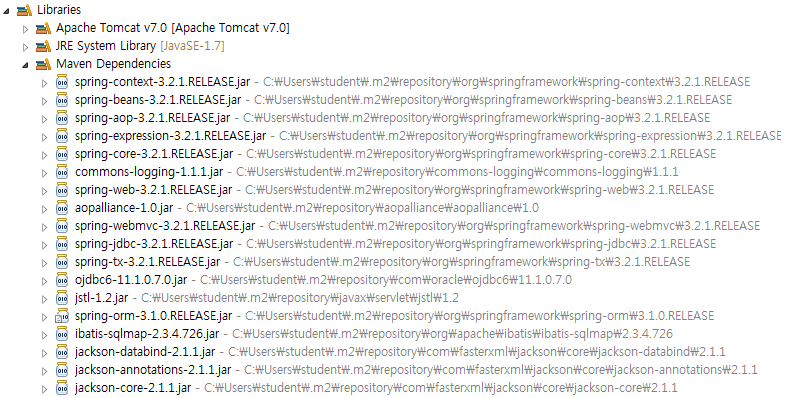 Libraries
Apache Tomcat v7.0 [Apache Tomcat v7.0]
JRE System Library [JavaSE-1.7]
Maven Dependencies
spring-context-3.2.1.RELEASE.jar - C:₩Users₩student₩.m2₩repository₩org₩springframework₩spring-context₩3.2.1.RELEASE
spring-beans-3.2.1.RELEASE.jar - C:₩Users₩student₩.m2₩repository₩org₩springframework₩spring-beans₩3.2.1.RELEASE
spring-aop-3.2.1.RELEASE.jar - C:₩Users₩student₩.m2₩repository₩org₩springframework₩spring-aop₩3.2.1.RELEASE
spring-expression-3.2.1.RELEASE.jar - C:₩Users₩student₩.m2₩repository₩org₩springframework₩spring-expression₩3.2.1.RELEASE
spring-core-3.2.1.RELEASE.jar - C:₩Users₩student₩.m2₩repository₩org₩springframework₩spring-core₩3.2.1.RELEASE
commons-logging-1.1.1.jar - C:₩Users₩student₩.m2₩repository₩commons-logging₩commons-logging₩1.1.1
spring-web-3.2.1.RELEASE.jar - C:₩Users₩student₩.m2₩repository₩org₩springframework₩spring-web₩3.2.1.RELEASE
aopalliance-1.0.jar - C:₩Users₩student₩.m2₩repository₩aopalliance₩aopalliance₩1.0
spring-webmvc-3.2.1.RELEASE.jar - C:₩Users₩student₩.m2₩repository₩org₩springframework₩spring-webmvc₩3.2.1.RELEASE
spring-jdbc-3.2.1.RELEASE.jar - C:₩Users₩student₩.m2₩repository₩org₩springframework₩spring-jdbc₩3.2.1.RELEASE
spring-tx-3.2.1.RELEASE.jar - C:₩Users₩student₩.m2₩repository₩org₩springframework₩spring-tx₩3.2.1.RELEASE
ojdbc6-11.1.0.7.0.jar - C:₩Users₩student₩.m2₩repository₩com₩oracle₩ojdbc6₩11.1.0.7.0
jstl-1.2.jar - C:₩Users₩student₩.m2₩repository₩javax₩servlet₩jstl₩1.2
spring-orm-3.1.0.RELEASE.jar - C:₩Users₩student₩.m2₩repository₩org₩springframework₩spring-orm₩3.1.0.RELEASE
ibatis-sqlmap-2.3.4.726.jar - C:₩Users₩student₩.m2₩repository₩org₩apache₩ibatis₩ibatis-sqlmap₩2.3.4.726
jackson-databind-2.1.1.jar - C:₩Users₩student₩.m2₩repository₩com₩fasterxml₩jackson₩core₩jackson-databind₩2.1.1
jackson-annotations-2.1.1.jar - C:₩Users₩student₩.m2₩repository₩com₩fasterxml₩jackson₩core₩jackson-annotations₩2.1.1
jackson-core-2.1.1.jar - C:₩Users₩student₩.m2₩repository₩com₩fasterxml₩jackson₩core₩jackson-core₩2.1.1